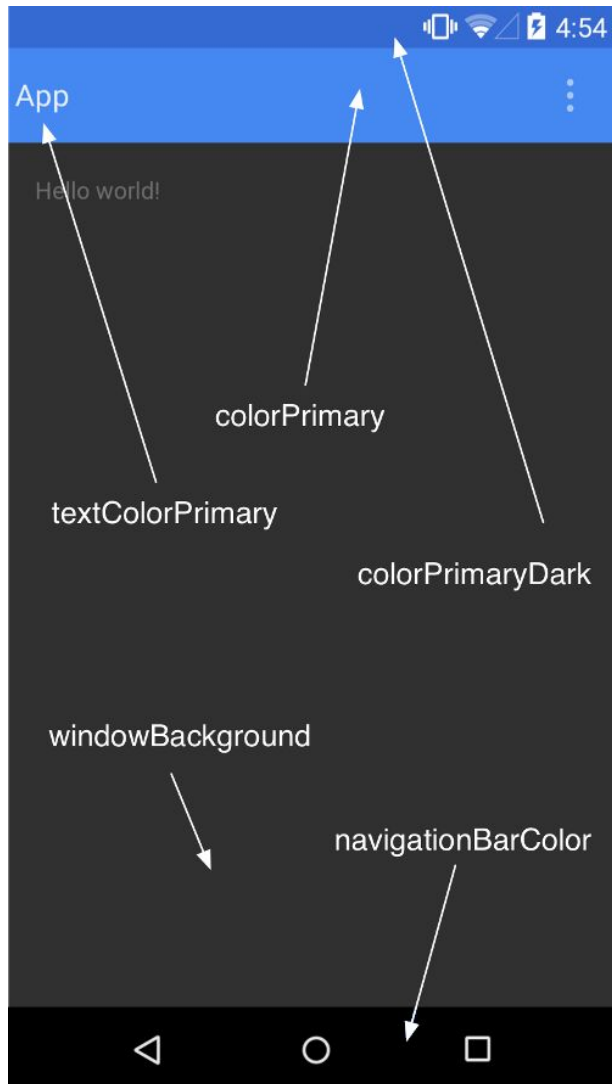 4:54
App
Hello world!
colorPrimary
textColorPrimary
colorPrimaryDark
windowBackground
navigationBarColor